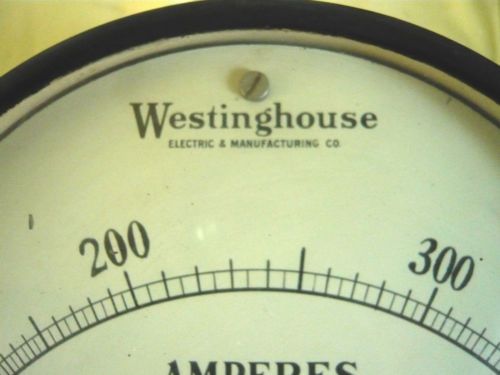 Westinghouse
ELECTRIC & MANUFACTURING CO.
200 300
AMPERES